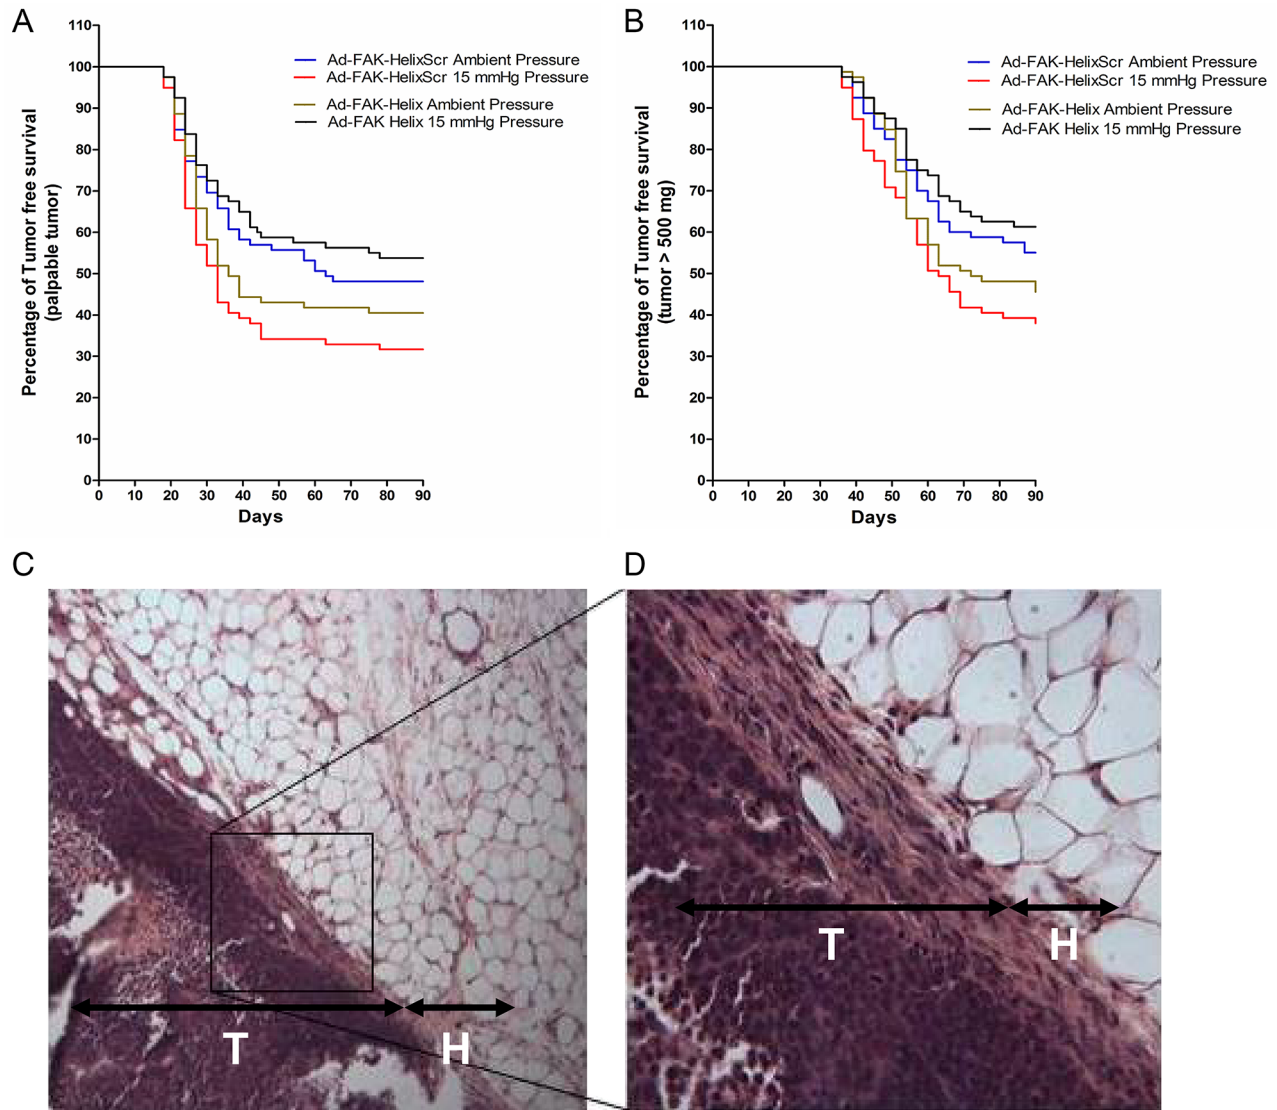 A
Percentage of Tumor free survival
(palpable tumor)
110
100
90
80
70
60
50
40
30
20
10
0
0 10 20 30 40 50 60 70 80 90
Days
Ad-FAK-HelixScr Ambient Pressure
Ad-FAK-HelixScr 15 mmHg Pressure
Ad-FAK-Helix Ambient Pressure
Ad-FAK Helix 15 mmHg Pressure
B
Percentage of Tumor free survival
(tumor > 500 mg)
110
100
90
80
70
60
50
40
30
20
10
0
0 10 20 30 40 50 60 70 80 90
Days
Ad-FAK-HelixScr Ambient Pressure
Ad-FAK-HelixScr 15 mmHg Pressure
Ad-FAK-Helix Ambient Pressure
Ad-FAK Helix 15 mmHg Pressure
C
T H
D
T H